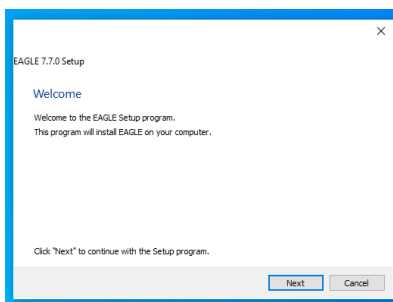 EAGLE 7.7.0 Setup
Welcome
Welcome to the EAGLE Setup program.
This program will install EAGLE on your computer.
Click "Next" to continue with the Setup program.
Next Cancel